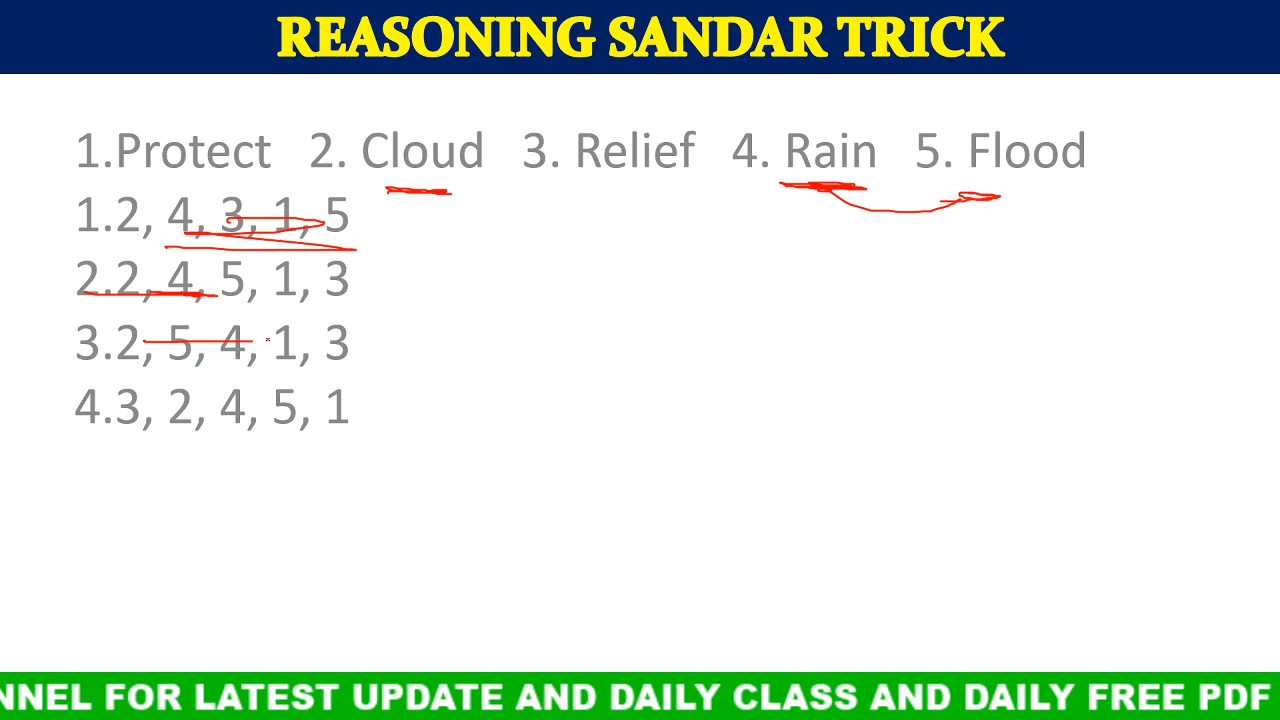 REASONING SANDAR TRICK
1.Protect 2. Cloud 3. Relief 4. Rain 5. Flood
1.2, 4, 3, 1, 5
2.2, 4, 5, 1, 3
3.2, 5, 4, 1, 3
4.3, 2, 4, 5, 1
NNEL FOR LATEST UPDATE AND DAILY CLASS AND DAILY FREE PDF